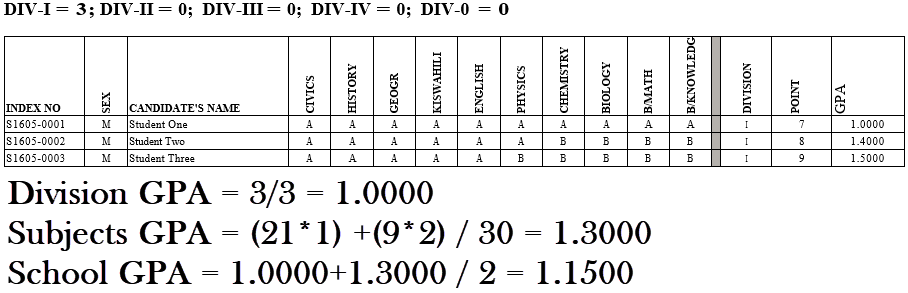 DIV-I = 3; DIV-II = 0; DIV-III = 0; DIV-IV = 0; DIV-0 = 0
INDEX NO SEX CANDIDATE'S NAME CIVICS HISTORY GEOGR KISWAHILI ENGLISH PHYSICS CHEMISTRY BIOLOGY B/MATH B/KNOWLEDG DIVISION POINT GPA
S1605-0001 M Student One A A A A A A A A A A I 7 1.0000
S1605-0002 M Student Two A A A A A A B B B B I 8 1.4000
S1605-0003 M Student Three A A A A A B B B B B I 9 1.5000
Division GPA = 3/3 = 1.0000
Subjects GPA = (21*1) +(9*2) / 30 = 1.3000
School GPA = 1.0000+1.3000 / 2 = 1.1500